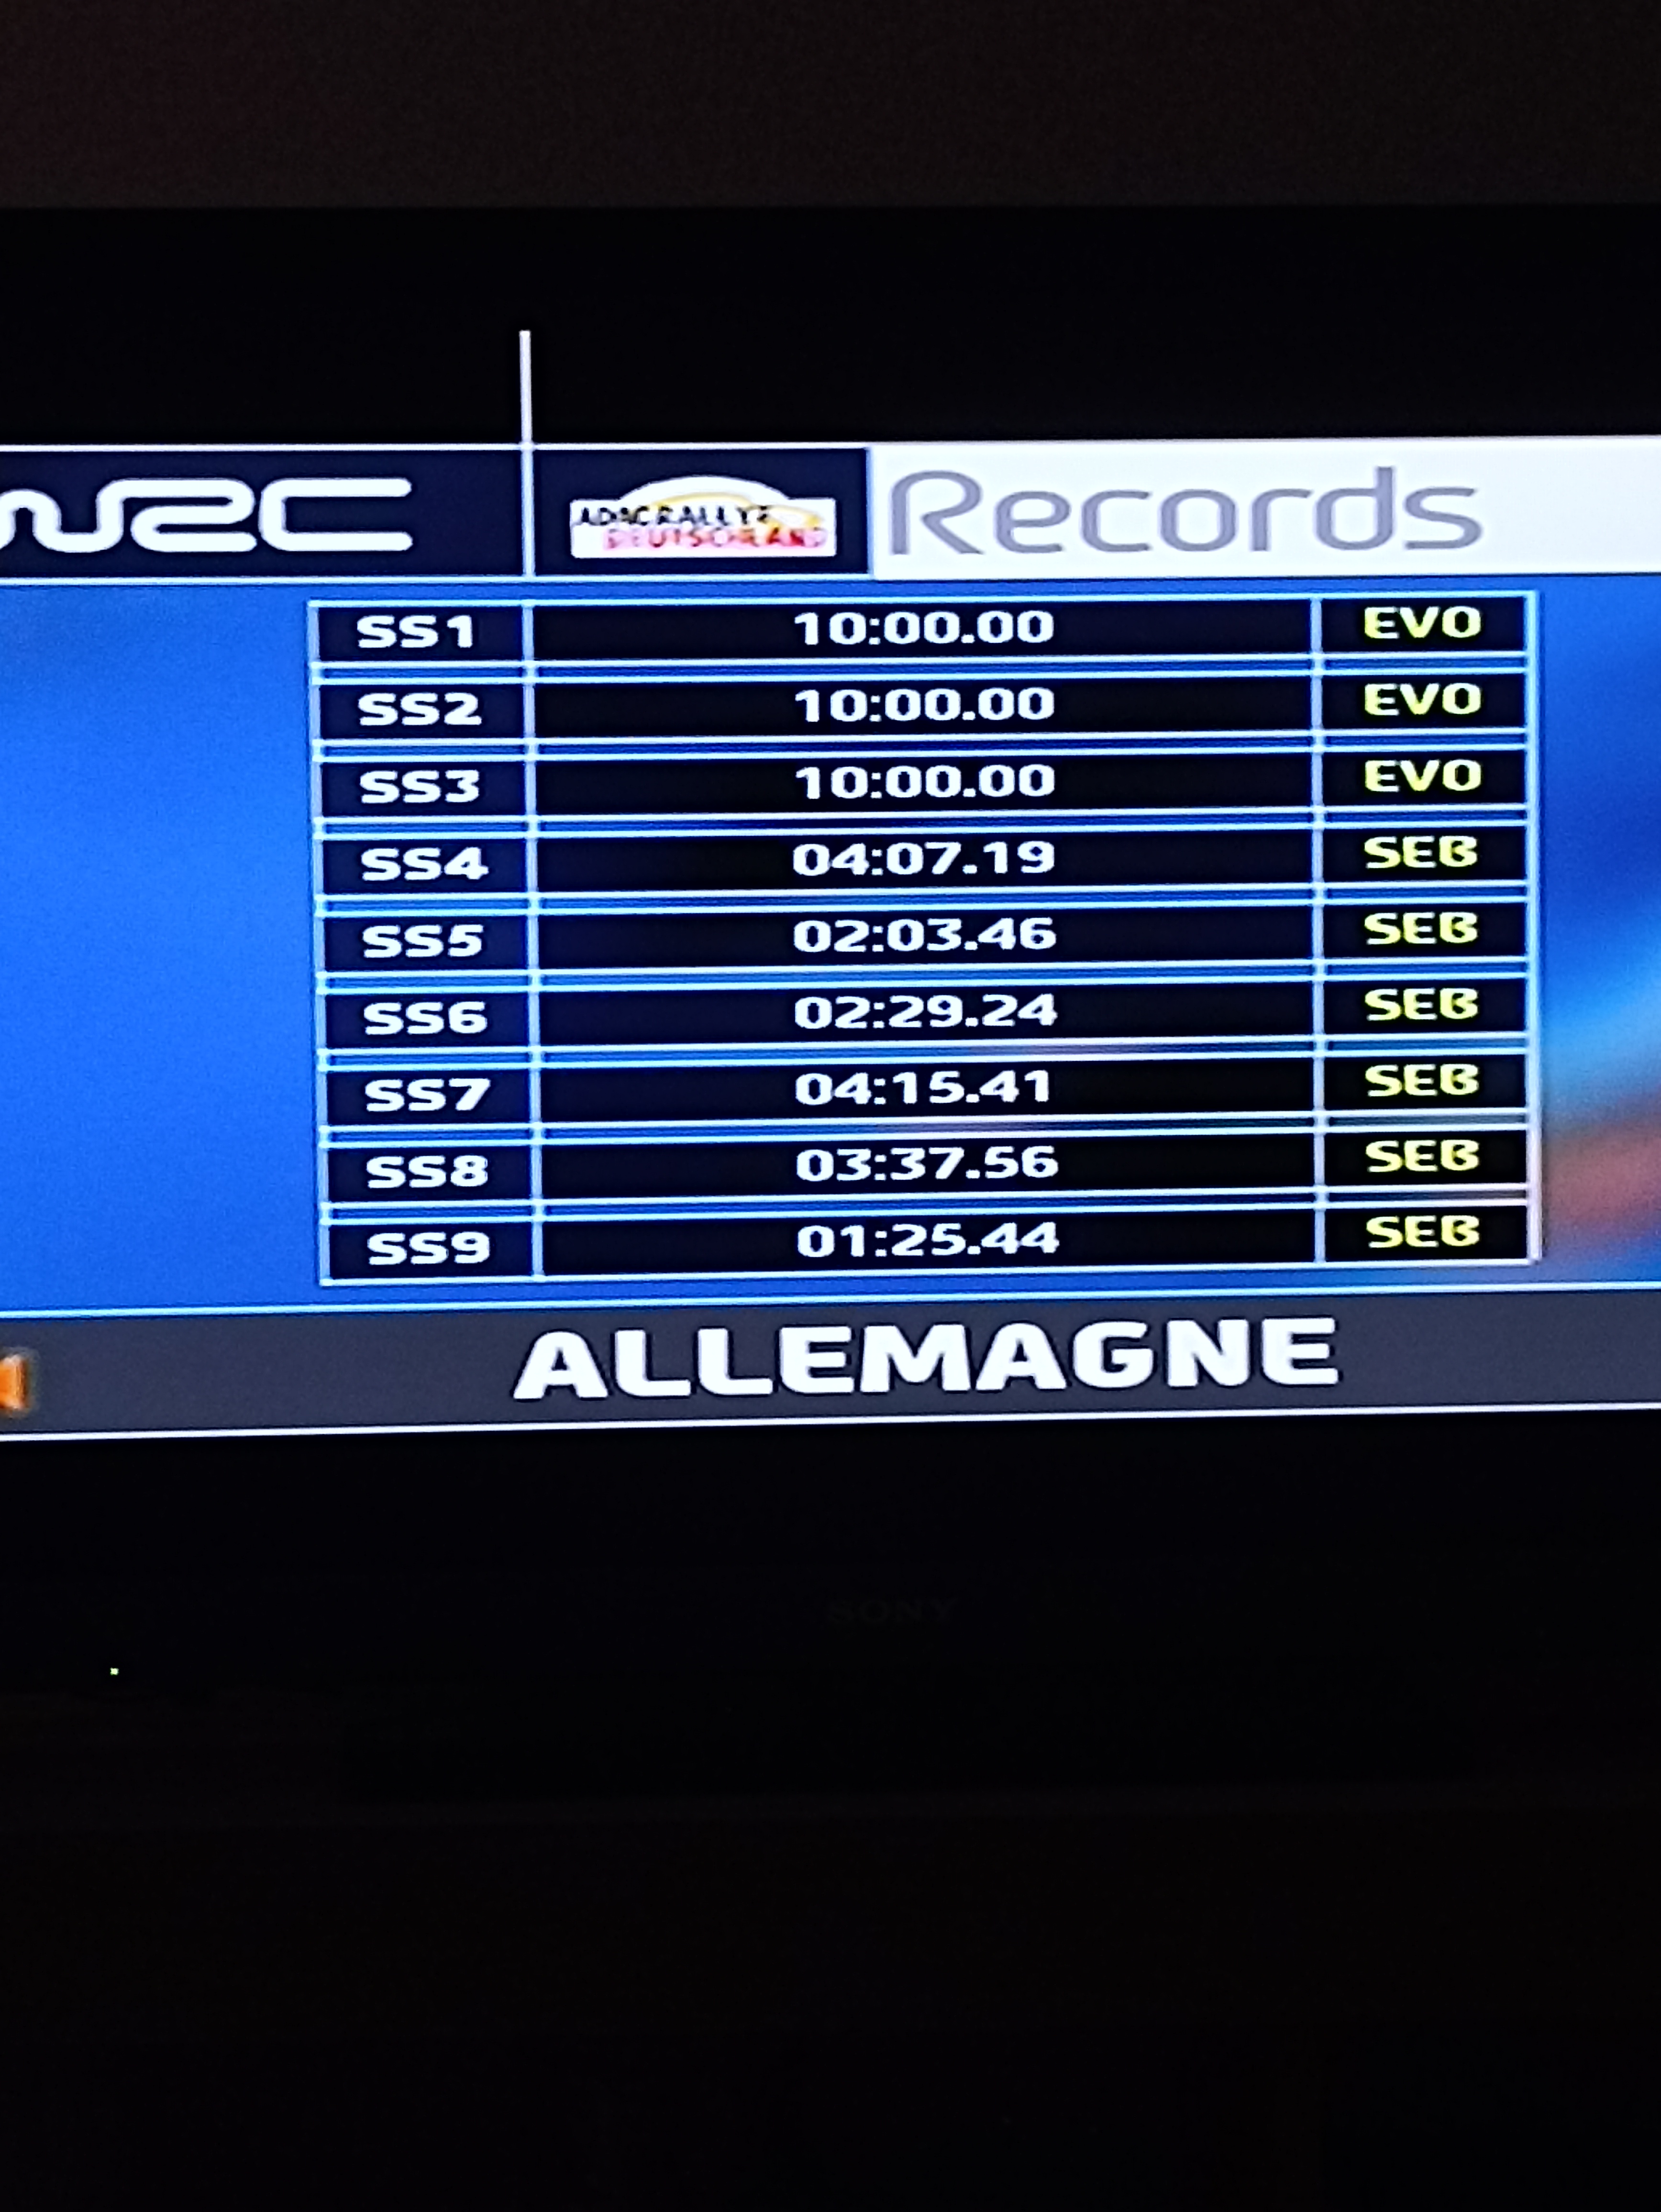 WRC
ADAC RALLYE
DEUTSCHLAND
Records
SS1 10:00.00 EVO
SS2 10:00.00 EVO
SS3 10:00.00 EVO
SS4 04:07.19 SEB
SS5 02:03.46 SEB
SS6 02:29.24 SEB
SS7 04:15.41 SEB
SS8 03:37.56 SEB
SS9 01:25.44 SEB
ALLEMAGNE
SONY